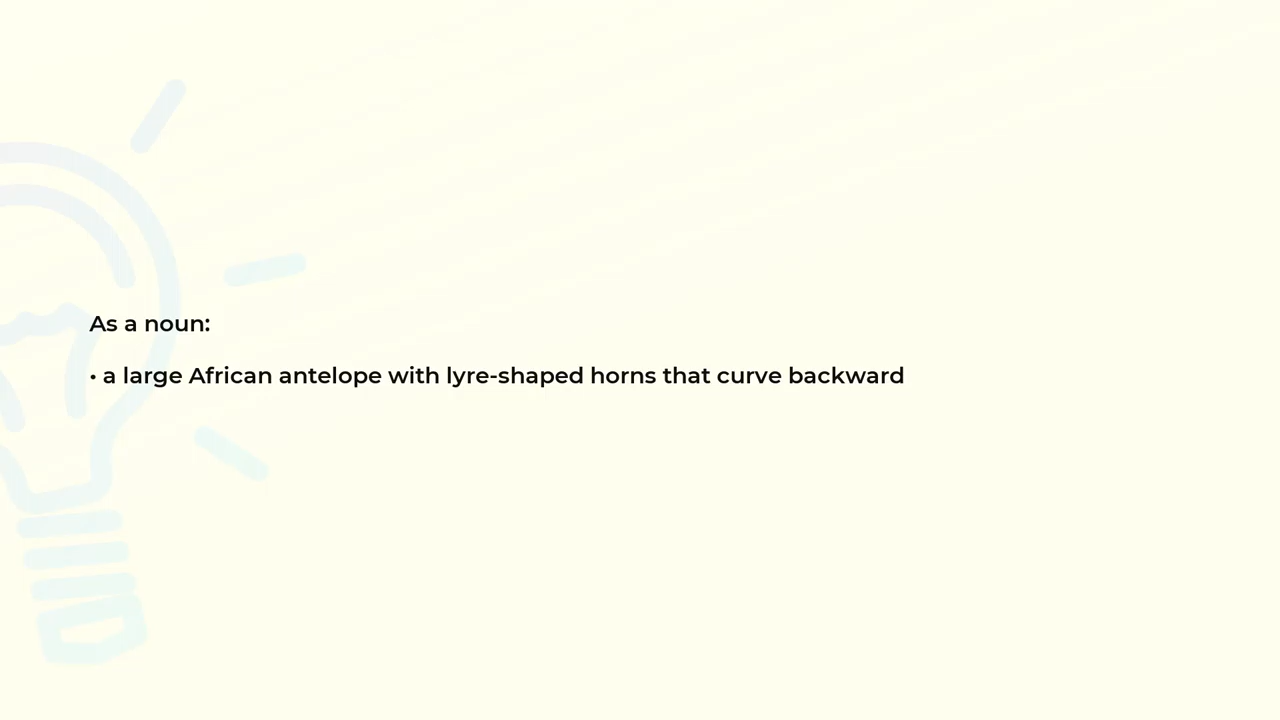 As a noun:
• a large African antelope with lyre-shaped horns that curve backward